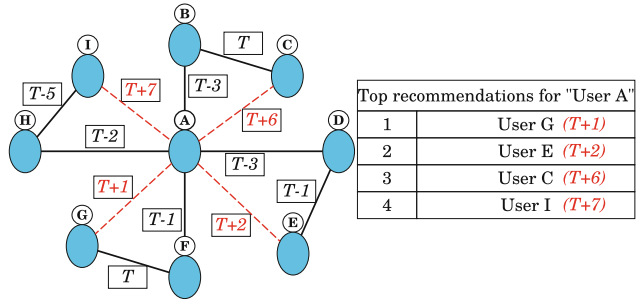 B
T
C
I
T-5
T+7
T-3
T+6
H
T-2
A
T-3
D
T+1
T-1
G
T-1
T+2
E
F
T
Top recommendations for "User A"
1 User G (T+1)
2 User E (T+2)
3 User C (T+6)
4 User I (T+7)